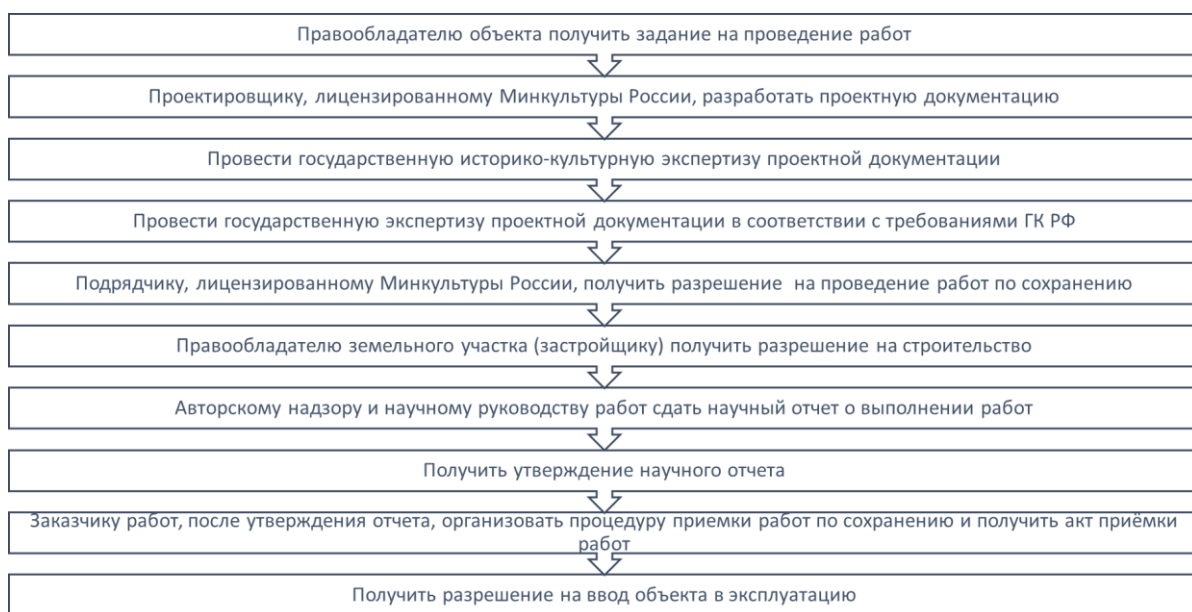 Правообладателю объекта получить задание на проведение работ
Проектировщику, лицензированному Минкультуры России, разработать проектную документацию
Провести государственную историко-культурную экспертизу проектной документации
Провести государственную экспертизу проектной документации в соответствии с требованиями ГК РФ
Подрядчику, лицензированному Минкультуры России, получить разрешение на проведение работ по сохранению
Правообладателю земельного участка (застройщику) получить разрешение на строительство
Авторскому надзору и научному руководству работ сдать научный отчет о выполнении работ
Получить утверждение научного отчета
Заказчику работ, после утверждения отчета, организовать процедуру приемки работ по сохранению и получить акт приёмки
работ
Получить разрешение на ввод объекта в эксплуатацию